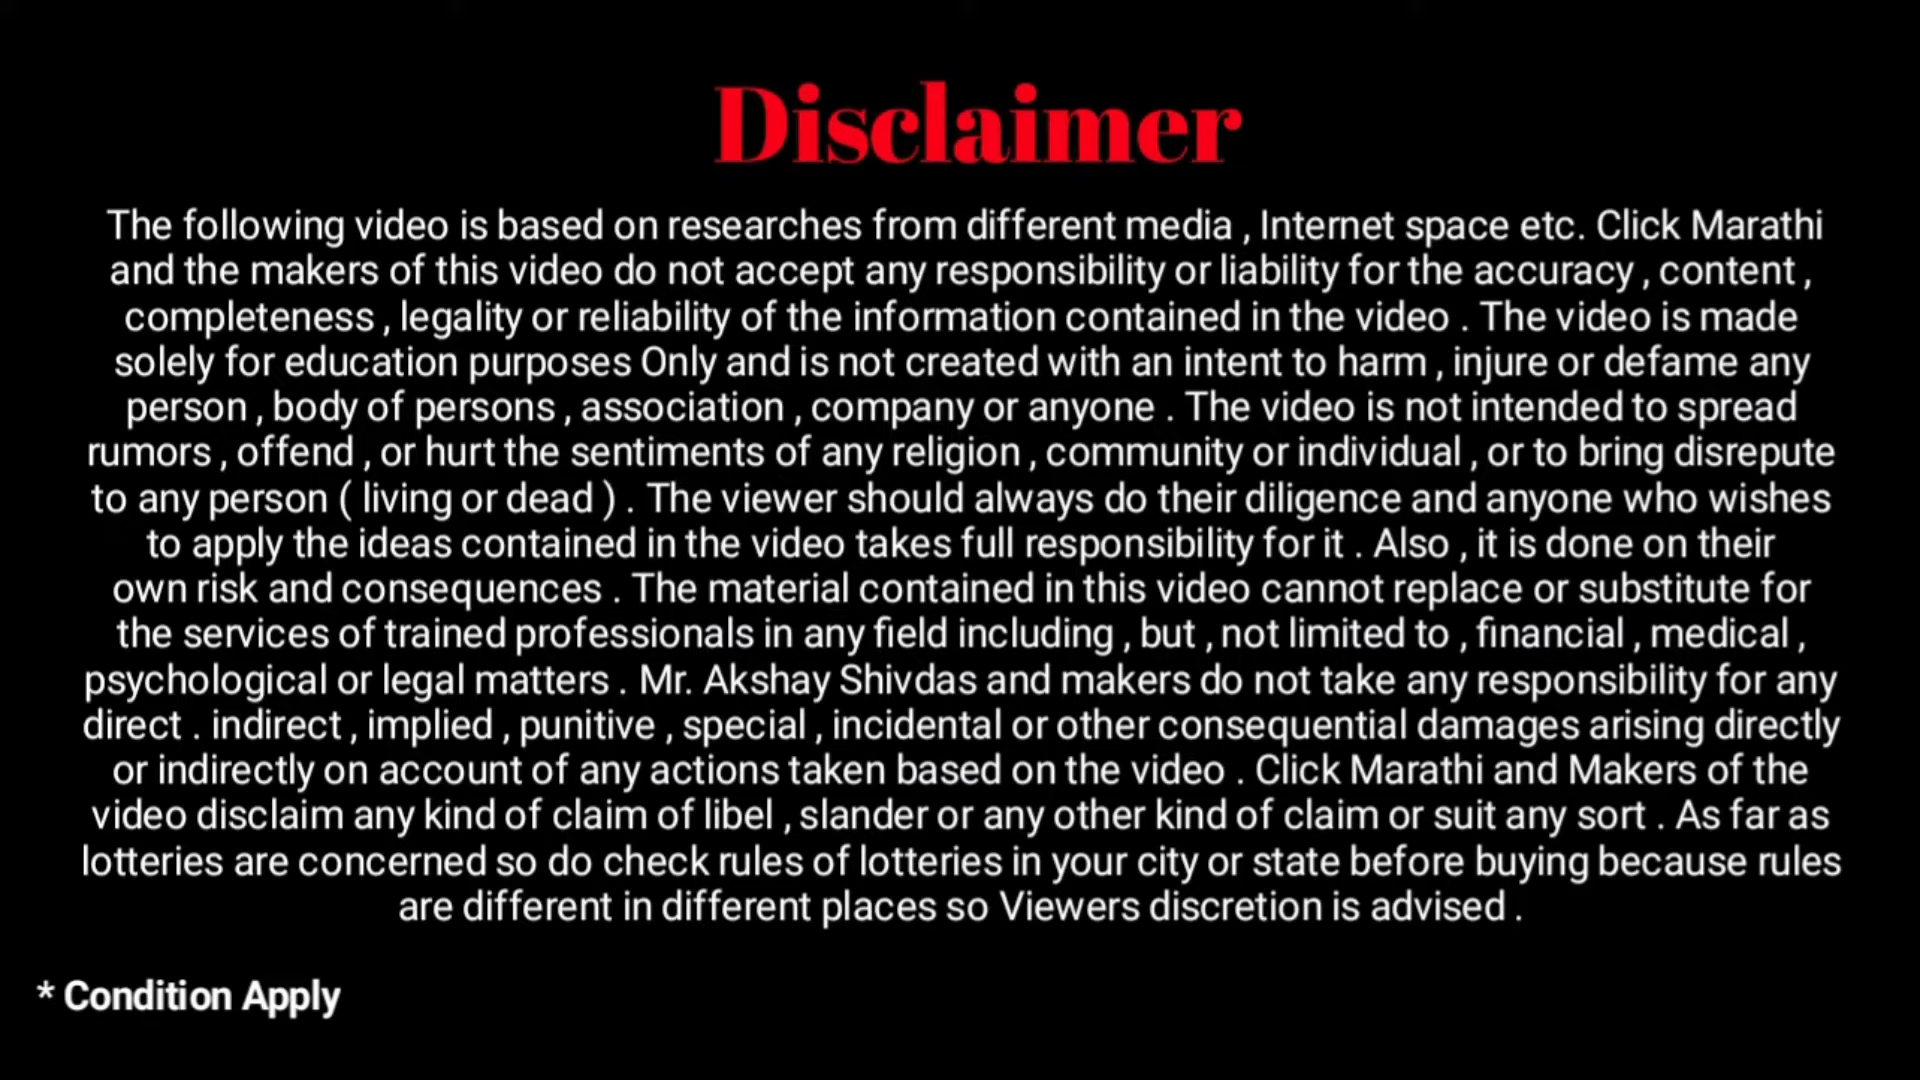 Disclaimer
The following video is based on researches from different media , Internet space etc. Click Marathi
and the makers of this video do not accept any responsibility or liability for the accuracy , content ,
completeness , legality or reliability of the information contained in the video . The video is made
solely for education purposes Only and is not created with an intent to harm , injure or defame any
person , body of persons , association , company or anyone . The video is not intended to spread
rumors , offend , or hurt the sentiments of any religion , community or individual , or to bring disrepute
to any person ( living or dead ) . The viewer should always do their diligence and anyone who wishes
to apply the ideas contained in the video takes full responsibility for it . Also , it is done on their
own risk and consequences . The material contained in this video cannot replace or substitute for
the services of trained professionals in any field including , but , not limited to , financial , medical ,
psychological or legal matters . Mr. Akshay Shivdas and makers do not take any responsibility for any
direct . indirect , implied , punitive , special , incidental or other consequential damages arising directly
or indirectly on account of any actions taken based on the video . Click Marathi and Makers of the
video disclaim any kind of claim of libel , slander or any other kind of claim or suit any sort . As far as
lotteries are concerned so do check rules of lotteries in your city or state before buying because rules
are different in different places so Viewers discretion is advised .
* Condition Apply